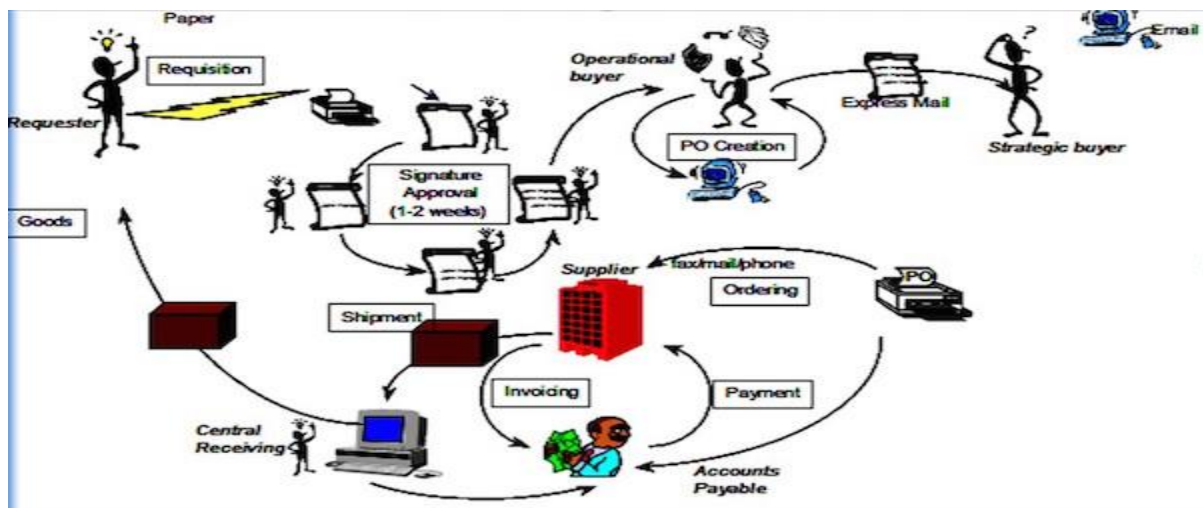 Paper
Requisition
Requester
Signature
Approval
(1-2 weeks)
Operational
buyer
PO Creation
Express Mail
Email
?
Strategic buyer
Goods
Supplier
fax/mail/phone
Ordering
PO
Shipment
Invoicing
Payment
Central
Receiving
Accounts
Payable